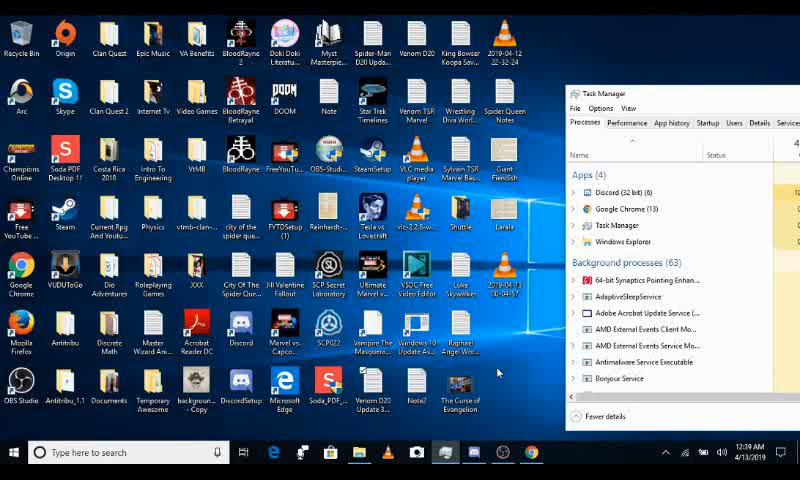 Recycle Bin
Origin
Clan Quest
Epic Music
VA Benefits
BloodRayne
2
Doki Doki
Literatu...
Myst
Masterpie...
Spider-Man
D20 Upda...
Venom D20
King Bowser
Koopa Sav...
2019-04-12
22-32-24
Arc
Skype
Clan Quest 2
Internet Tv
Video Games
BloodRayne
Betrayal
DOOM
Note
Star Trek
Timelines
Venom TSR
Marvel
Wrestling
Diva Worl...
Spider Queen
Notes
Champions
Online
Soda PDF
Desktop 11
Costa Rica
2018
Intro To
Engineering
VtMB
BloodRayne
FreeYouTu...
OBS-Studi...
SteamSetup
VLC media
player
Sylvain TSR
Marvel Bas...
Giant
Fiendish
Free
YouTube ...
Steam
Current Rpg
And Youtu...
Physics
vtmb-clan-...
city of the
spider que...
FYTDSetup
(1)
Reinhardt-...
Tesla vs
Lovecraft
vlc-2.2.8-w...
Shuttle
Larala
Google
Chrome
VUDUToGo
Dio
Adventures
Roleplaying
Games
XXX
City Of The
Spider Qu...
Jill Valentine
Fallout
SCP Secret
Laboratory
Ultimate
Marvel vs...
VSDC Free
Video Editor
Luke
Skywalker
2019-04-13
00-04-57
Mozilla
Firefox
Antitribu
Discrete
Math
Master
Wizard Ani...
Acrobat
Reader DC
Discord
Marvel vs.
Capco...
SCP022
Vampire The
Masquera...
Windows 10
Update As...
Raphael
Angel Wor...
OBS Studio
Antitribu_1.1
Documents
Temporary
Awesome
backgroun...
- Copy
DiscordSetup
Microsoft
Edge
Soda_PDF_...
Venom D20
Update 3...
Note2
The Curse of
Evangelion
Task Manager
File Options View
Processes Performance App history Startup Users Details Services
Name Status
Apps (4)
Discord (32 bit) (6)
Google Chrome (13)
Task Manager
Windows Explorer
Background processes (63)
64-bit Synaptics Pointing Enhan...
AdaptiveSleepService
Adobe Acrobat Update Service (...
AMD External Events Client Mo...
AMD External Events Service Mo...
Antimalware Service Executable
Bonjour Service
Fewer details
Type here to search
12:39 AM
4/13/2019